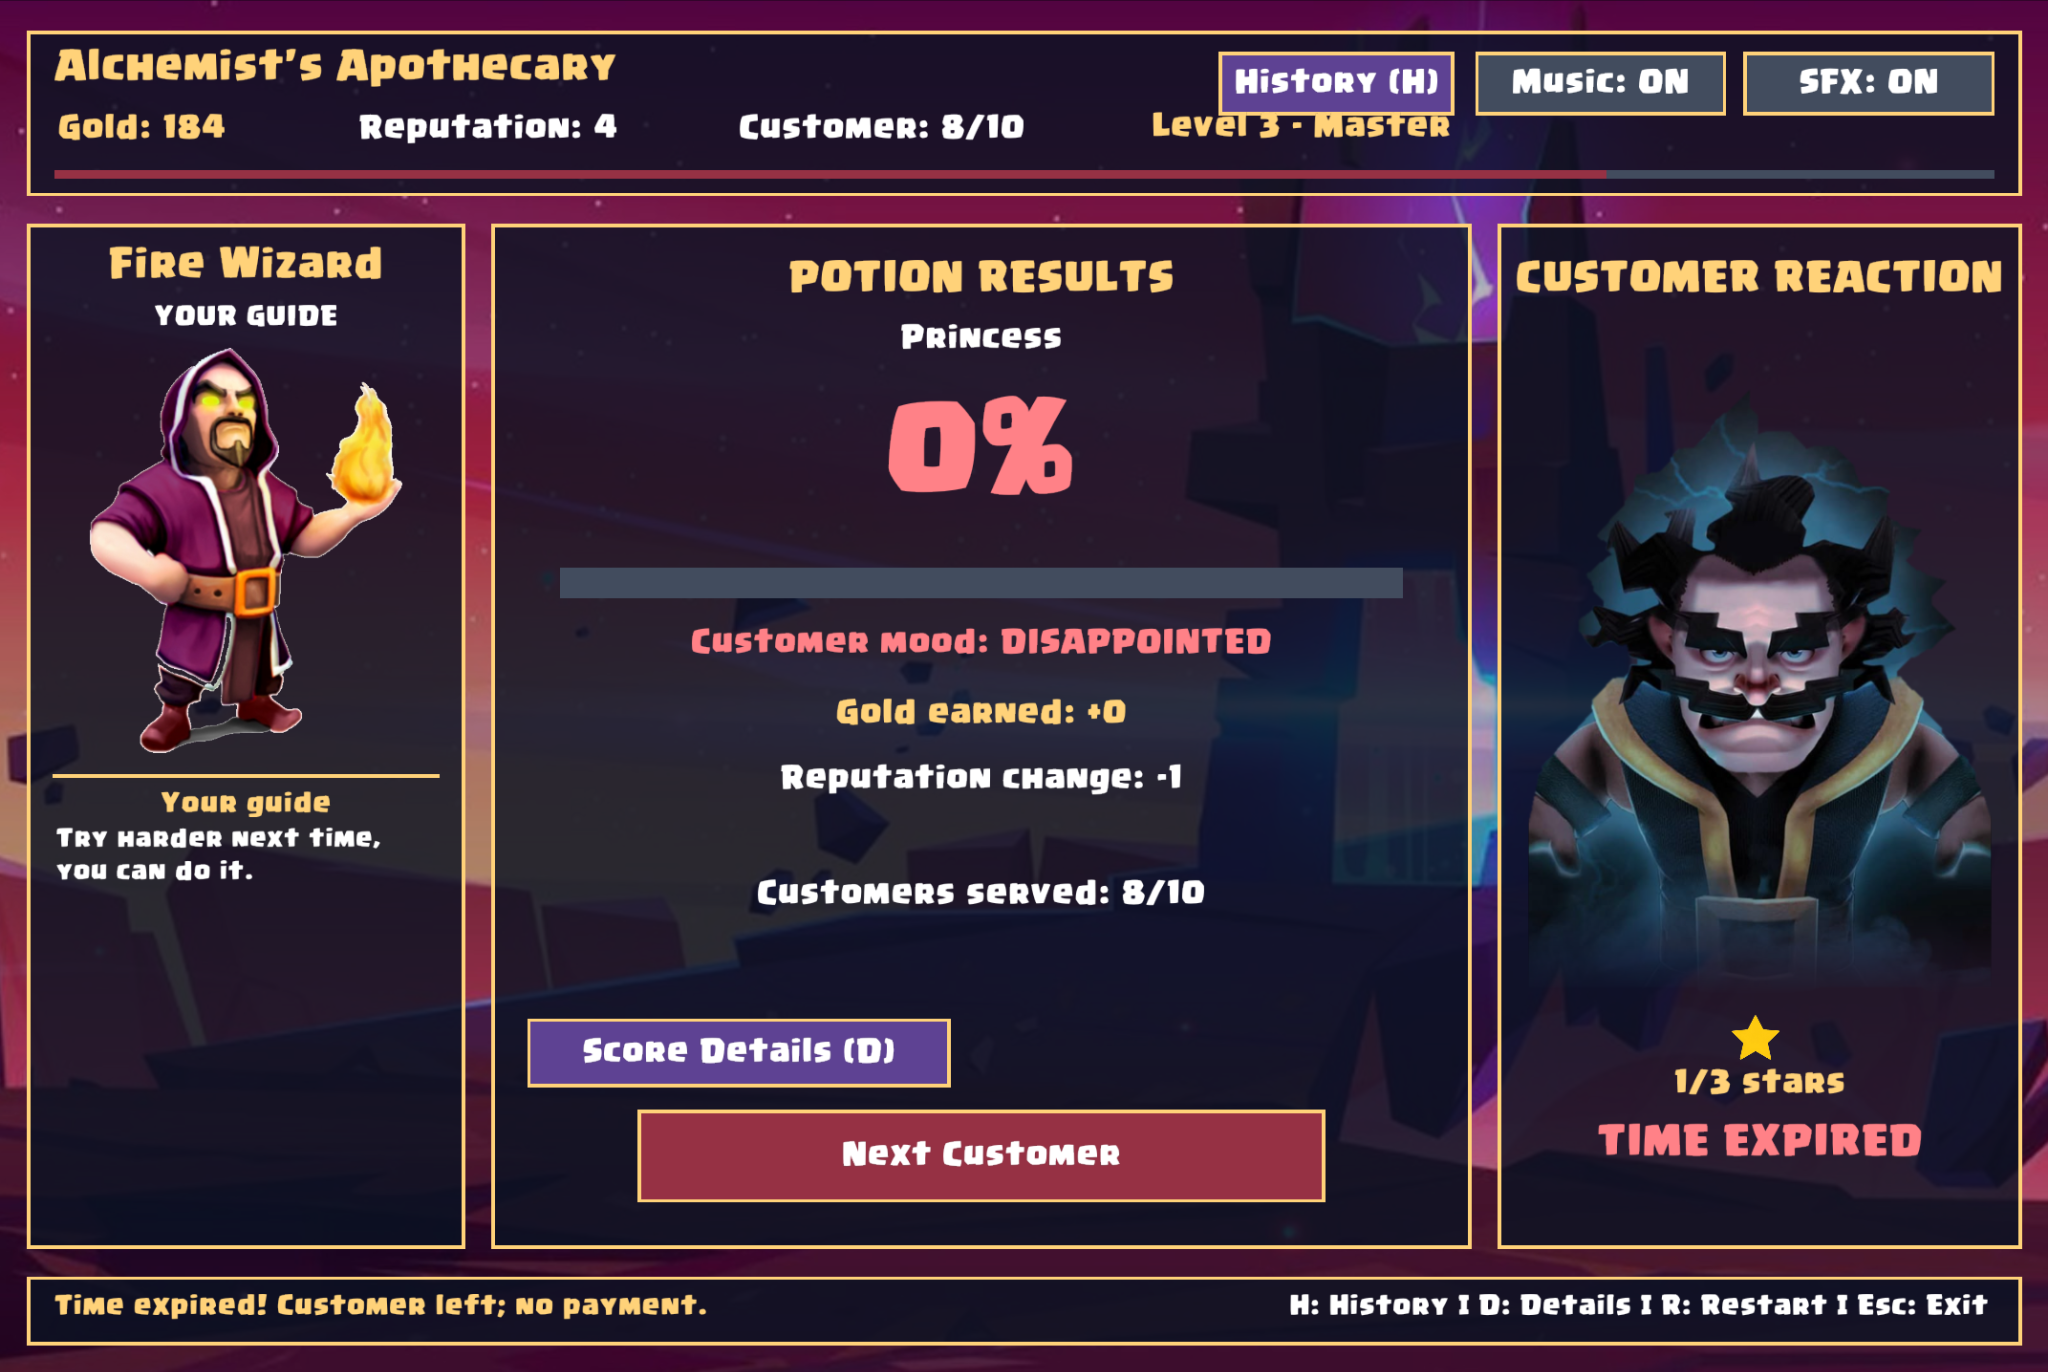 Alchemist's Apothecary
History (H)
Music: ON
SFX: ON
Gold: 184
Reputation: 4
Customer: 8/10
Level 3 - Master
Fire Wizard
YOUR GUIDE
Your guide
Try harder next time,
you can do it.
POTION RESULTS
Princess
0%
Customer mood: DISAPPOINTED
Gold earned: +0
Reputation change: -1
Customers served: 8/10
Score Details (D)
Next Customer
CUSTOMER REACTION
1/3 stars
TIME EXPIRED
Time expired! Customer left; no payment.
H: History | D: Details | R: Restart | Esc: Exit